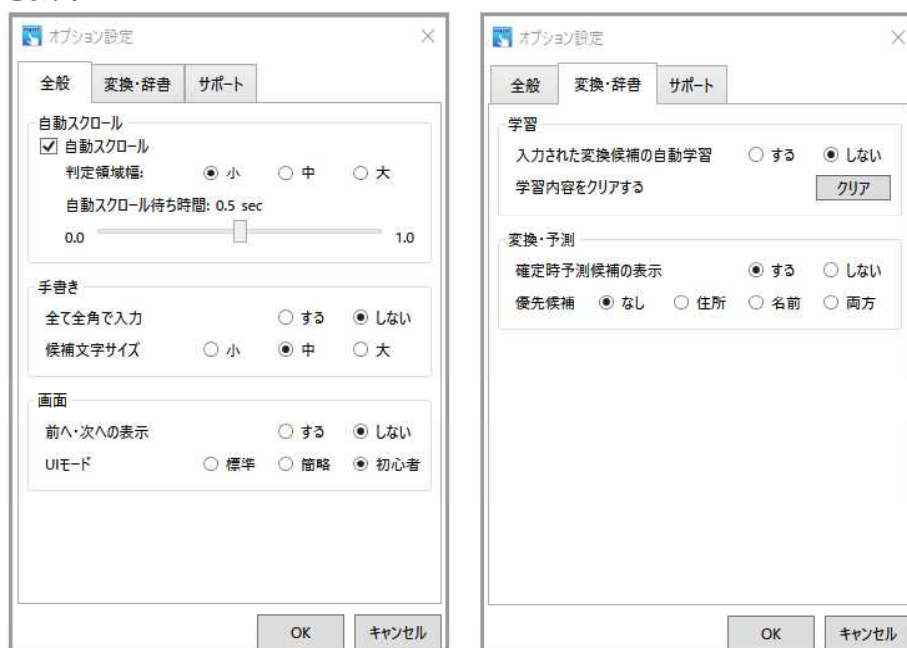 オプション設定
全般 変換・辞書 サポート
自動スクロール
自動スクロール
判定領域幅: 小 中 大
自動スクロール待ち時間: 0.5 sec
0.0 1.0
手書き
全て全角で入力 する しない
候補文字サイズ 小 中 大
画面
前へ・次への表示 する しない
UIモード 標準 簡略 初心者
OK キャンセル
オプション設定
全般 変換・辞書 サポート
学習
入力された変換候補の自動学習 する しない
学習内容をクリアする クリア
変換・予測
確定時予測候補の表示 する しない
優先候補 なし 住所 名前 両方
OK キャンセル